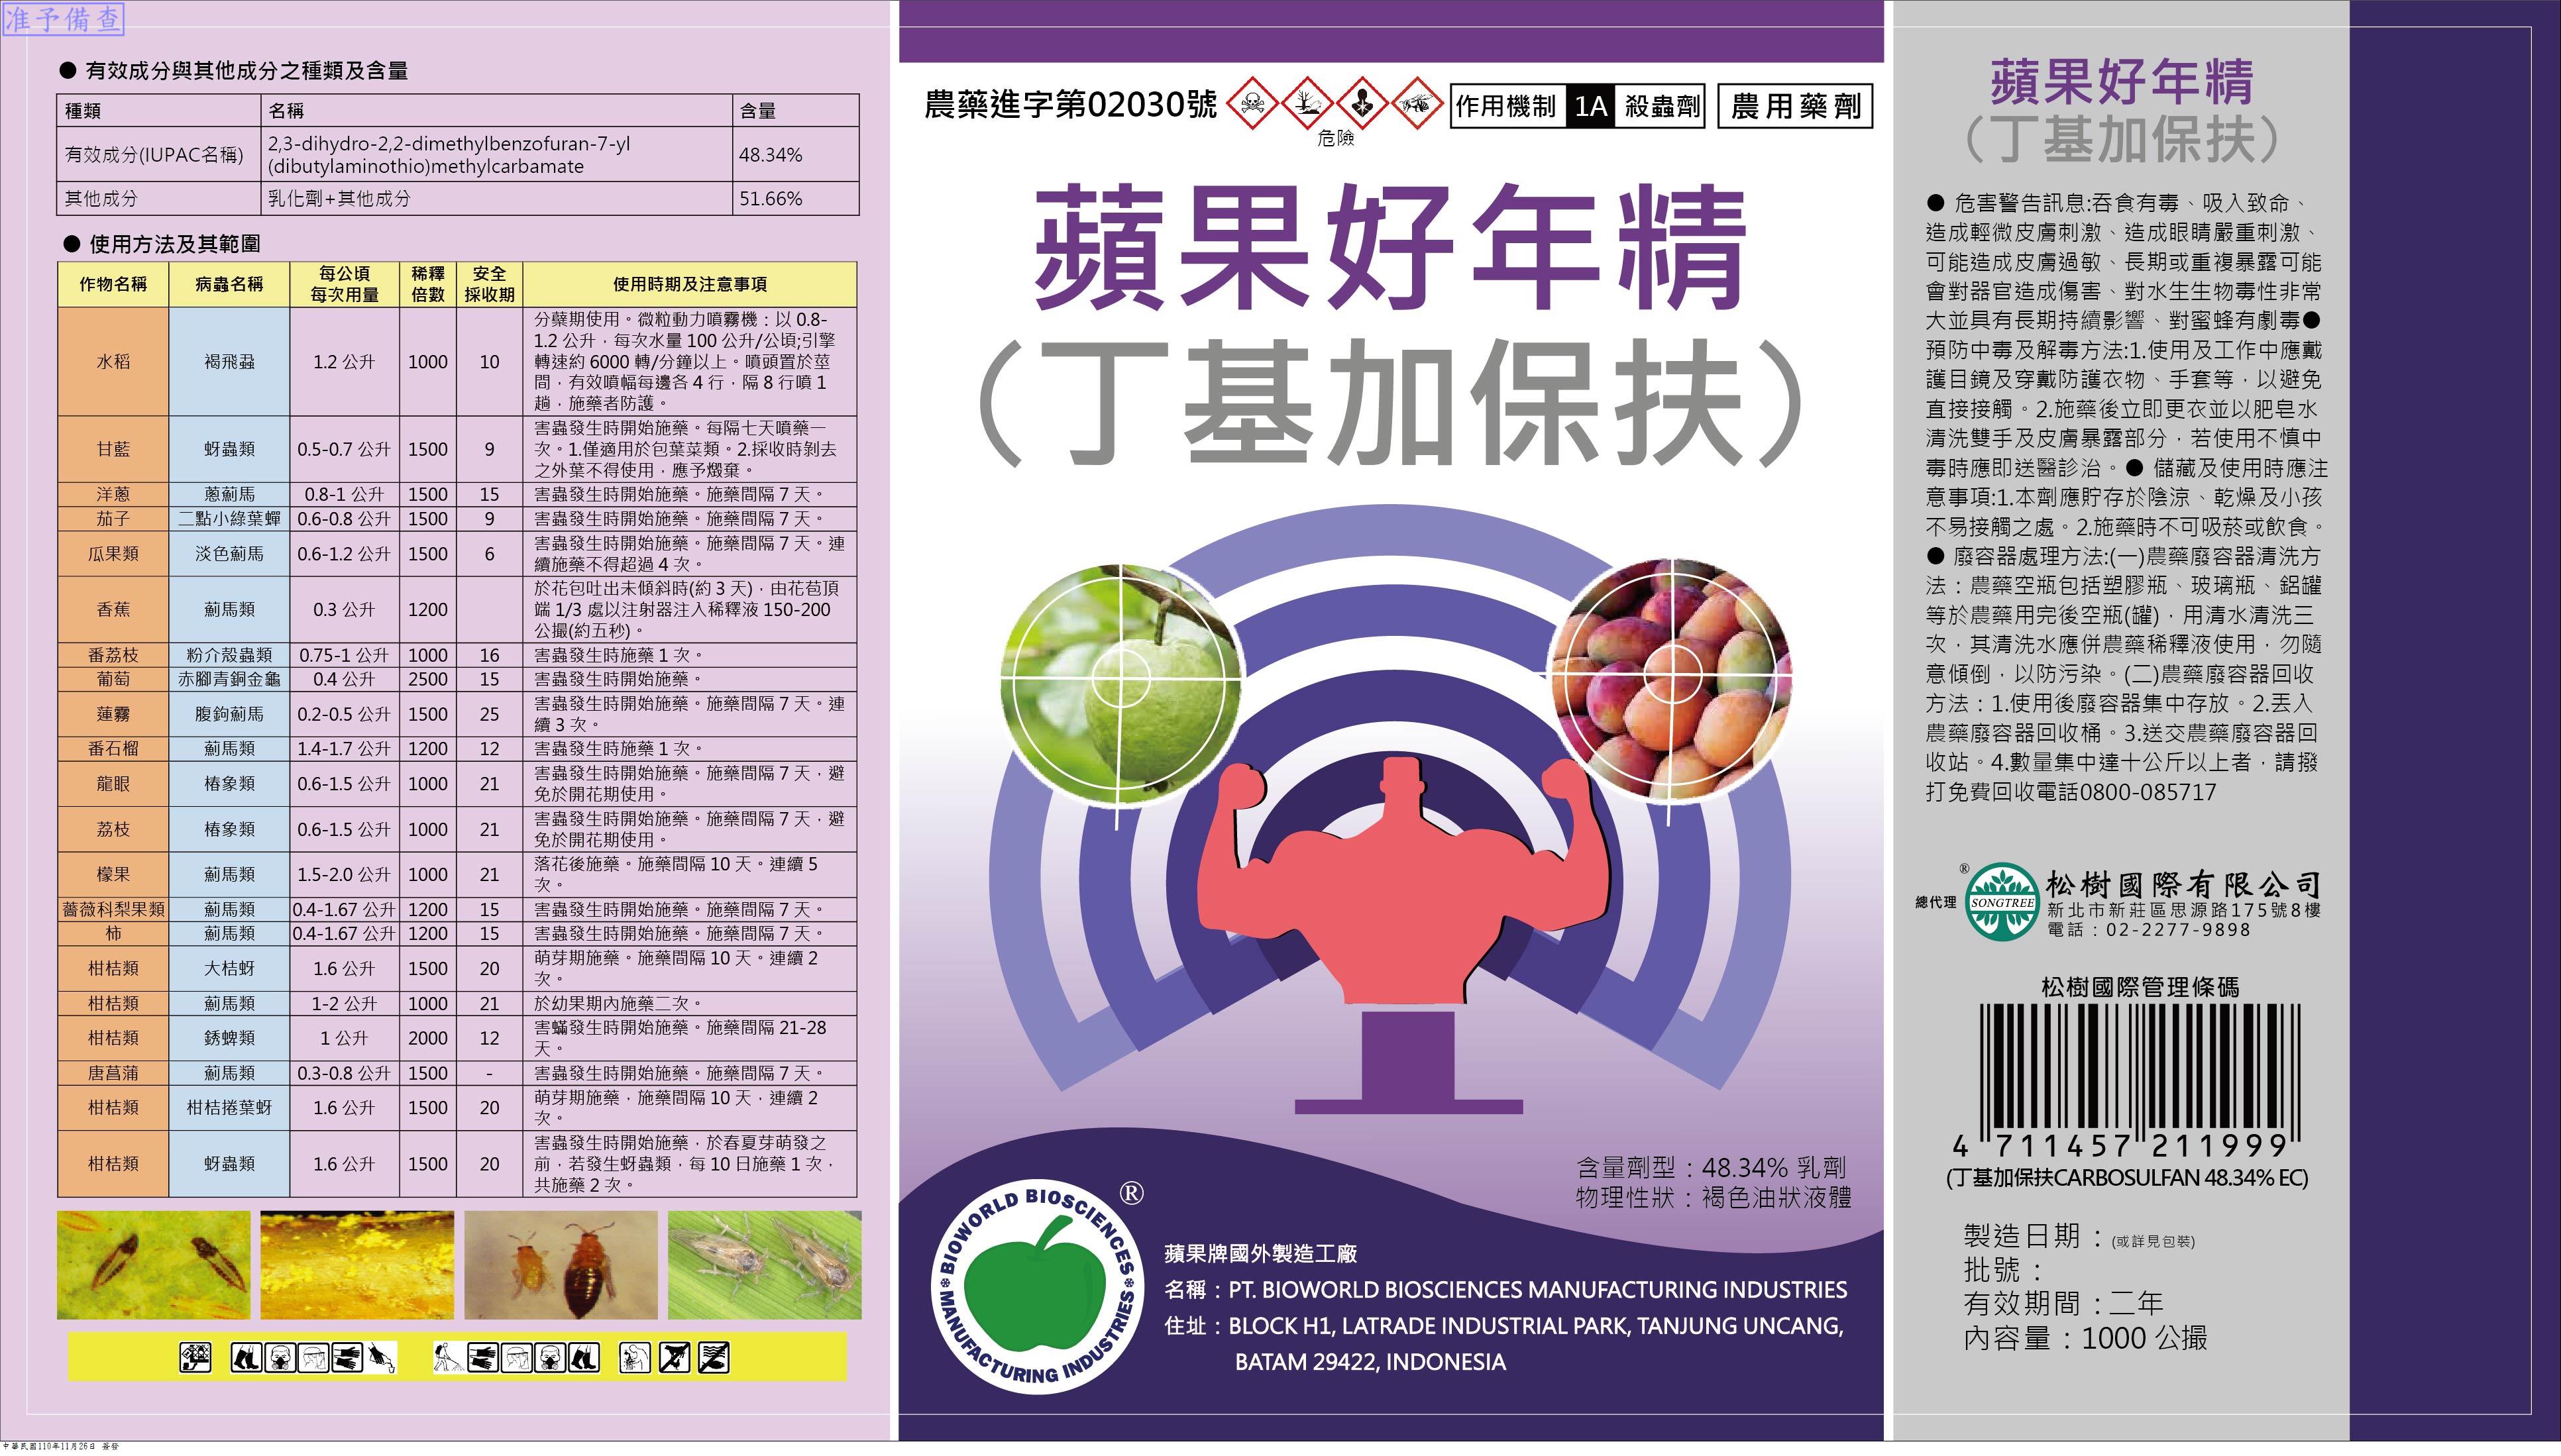 准予備查
● 有效成分與其他成分之種類及含量
種類 名稱 含量
有效成分(IUPAC名稱) 2,3-dihydro-2,2-dimethylbenzofuran-7-yl
(dibutylaminothio)methylcarbamate 48.34%
其他成分 乳化劑+其他成分 51.66%
● 使用方法及其範圍
作物名稱 病蟲名稱 每公頃每次用量 稀釋倍數 安全採收期 使用時期及注意事項
水稻 褐飛蝨 1.2 公升 1000 10 分蘗期使用。微粒動力噴霧機：以 0.8-
1.2 公升，每次水量 100 公升/公頃;引擎
轉速約 6000 轉/分鐘以上。噴頭置於莖
間，有效噴幅每邊各 4 行，隔 8 行噴 1
趟，施藥者防護。
甘藍 蚜蟲類 0.5-0.7 公升 1500 9 害蟲發生時開始施藥。每隔七天噴藥一
次。1.僅適用於包葉菜類。2.採收時剝去
之外葉不得使用，應予燬棄。
洋蔥 蔥薊馬 0.8-1 公升 1500 15 害蟲發生時開始施藥。施藥間隔 7 天。
茄子 二點小綠葉蟬 0.6-0.8 公升 1500 9 害蟲發生時開始施藥。施藥間隔 7 天。
瓜果類 淡色薊馬 0.6-1.2 公升 1500 6 害蟲發生時開始施藥。施藥間隔 7 天。連
續施藥不得超過 4 次。
香蕉 薊馬類 0.3 公升 1200 於花包吐出未傾斜時(約 3 天)，由花苞頂
端 1/3 處以注射器注入稀釋液 150-200
公撮(約五秒)。
番荔枝 粉介殼蟲類 0.75-1 公升 1000 16 害蟲發生時施藥 1 次。
葡萄 赤腳青銅金龜 0.4 公升 2500 15 害蟲發生時開始施藥。
蓮霧 腹鉤薊馬 0.2-0.5 公升 1500 25 害蟲發生時開始施藥。施藥間隔 7 天。連
續 3 次。
番石榴 薊馬類 1.4-1.7 公升 1200 12 害蟲發生時施藥 1 次。
龍眼 椿象類 0.6-1.5 公升 1000 21 害蟲發生時開始施藥。施藥間隔 7 天，避
免於開花期使用。
荔枝 椿象類 0.6-1.5 公升 1000 21 害蟲發生時開始施藥。施藥間隔 7 天，避
免於開花期使用。
檬果 薊馬類 1.5-2.0 公升 1000 21 落花後施藥。施藥間隔 10 天。連續 5
次。
薔薇科梨果類 薊馬類 0.4-1.67 公升 1200 15 害蟲發生時開始施藥。施藥間隔 7 天。
柿 薊馬類 0.4-1.67 公升 1200 15 害蟲發生時開始施藥。施藥間隔 7 天。
柑桔類 大桔蚜 1.6 公升 1500 20 萌芽期施藥。施藥間隔 10 天。連續 2
次。
柑桔類 薊馬類 1-2 公升 1000 21 於幼果期內施藥二次。
柑桔類 銹蜱類 1 公升 2000 12 害蟎發生時開始施藥。施藥間隔 21-28
天。
唐菖蒲 薊馬類 0.3-0.8 公升 1500 - 害蟲發生時開始施藥。施藥間隔 7 天。
柑桔類 柑桔捲葉蚜 1.6 公升 1500 20 萌芽期施藥，施藥間隔 10 天，連續 2
次。
柑桔類 蚜蟲類 1.6 公升 1500 20 害蟲發生時開始施藥，於春夏芽萌發之
前，若發生蚜蟲類，每 10 日施藥 1 次，
共施藥 2 次。
中華民國110年11月26日 簽發
農藥進字第02030號
危險
作用機制 1A 殺蟲劑
農用藥劑
蘋果好年精
（丁基加保扶）
含量劑型：48.34% 乳劑
物理性狀：褐色油狀液體
BIOWORLD BIOSCIENCES
MANUFACTURING INDUSTRIES
®
蘋果牌國外製造工廠
名稱：PT. BIOWORLD BIOSCIENCES MANUFACTURING INDUSTRIES
住址：BLOCK H1, LATRADE INDUSTRIAL PARK, TANJUNG UNCANG,
BATAM 29422, INDONESIA
蘋果好年精
（丁基加保扶）
● 危害警告訊息:吞食有毒、吸入致命、
造成輕微皮膚刺激、造成眼睛嚴重刺激、
可能造成皮膚過敏、長期或重複暴露可能
會對器官造成傷害、對水生生物毒性非常
大並具有長期持續影響、對蜜蜂有劇毒●
預防中毒及解毒方法:1.使用及工作中應戴
護目鏡及穿戴防護衣物、手套等，以避免
直接接觸。2.施藥後立即更衣並以肥皂水
清洗雙手及皮膚暴露部分，若使用不慎中
毒時應即送醫診治。● 儲藏及使用時應注
意事項:1.本劑應貯存於陰涼、乾燥及小孩
不易接觸之處。2.施藥時不可吸菸或飲食。
● 廢容器處理方法:(一)農藥廢容器清洗方
法：農藥空瓶包括塑膠瓶、玻璃瓶、鋁罐
等於農藥用完後空瓶(罐)，用清水清洗三
次，其清洗水應併農藥稀釋液使用，勿隨
意傾倒，以防污染。(二)農藥廢容器回收
方法：1.使用後廢容器集中存放。2.丟入
農藥廢容器回收桶。3.送交農藥廢容器回
收站。4.數量集中達十公斤以上者，請撥
打免費回收電話0800-085717
總代理
®
SONGTREE
松樹國際有限公司
新北市新莊區思源路175號8樓
電話：02-2277-9898
松樹國際管理條碼
4 711457 211999
(丁基加保扶CARBOSULFAN 48.34% EC)
製造日期：(或詳見包裝)
批號：
有效期間：二年
內容量：1000 公撮